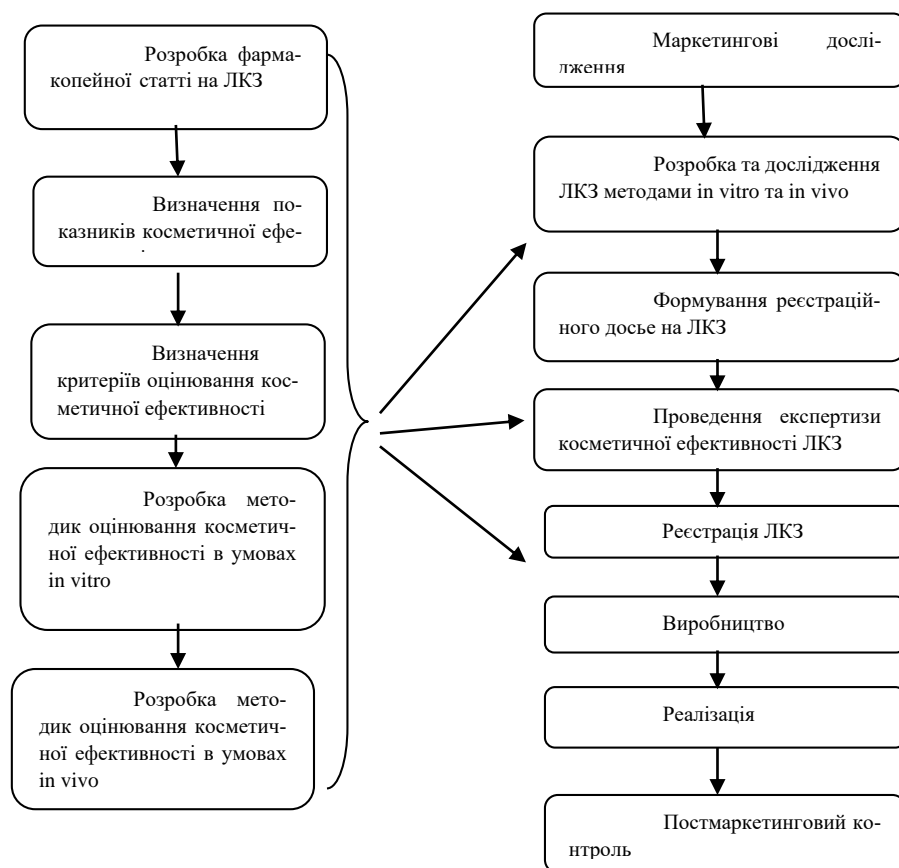 Розробка фарма-
копейної статті на ЛКЗ
Визначення по-
казників косметичної ефе-
Визначення
критеріїв оцінювання кос-
метичної ефективності
Розробка мето-
дик оцінювання косметич-
ної ефективності в умовах
in vitro
Розробка мето-
дик оцінювання косметич-
ної ефективності в умовах
in vivo
Маркетингові дослі-
дження
Розробка та дослідження
ЛКЗ методами in vitro та in vivo
Формування реєстрацій-
ного досье на ЛКЗ
Проведення експертизи
косметичної ефективності ЛКЗ
Реєстрація ЛКЗ
Виробництво
Реалізація
Постмаркетинговий ко-
нтроль